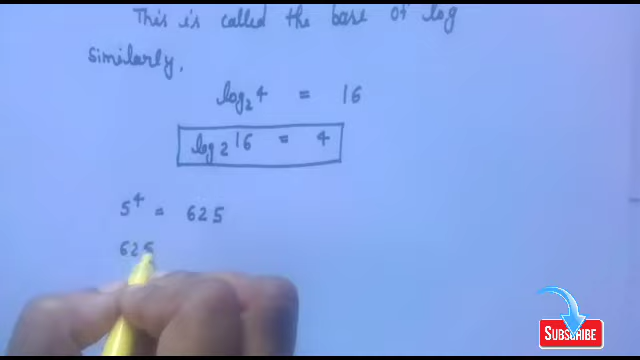 This is called the base of log
similarly.
log₂4 = 16
log₂16 = 4
5⁴ = 625
625
SUBSCRIBE